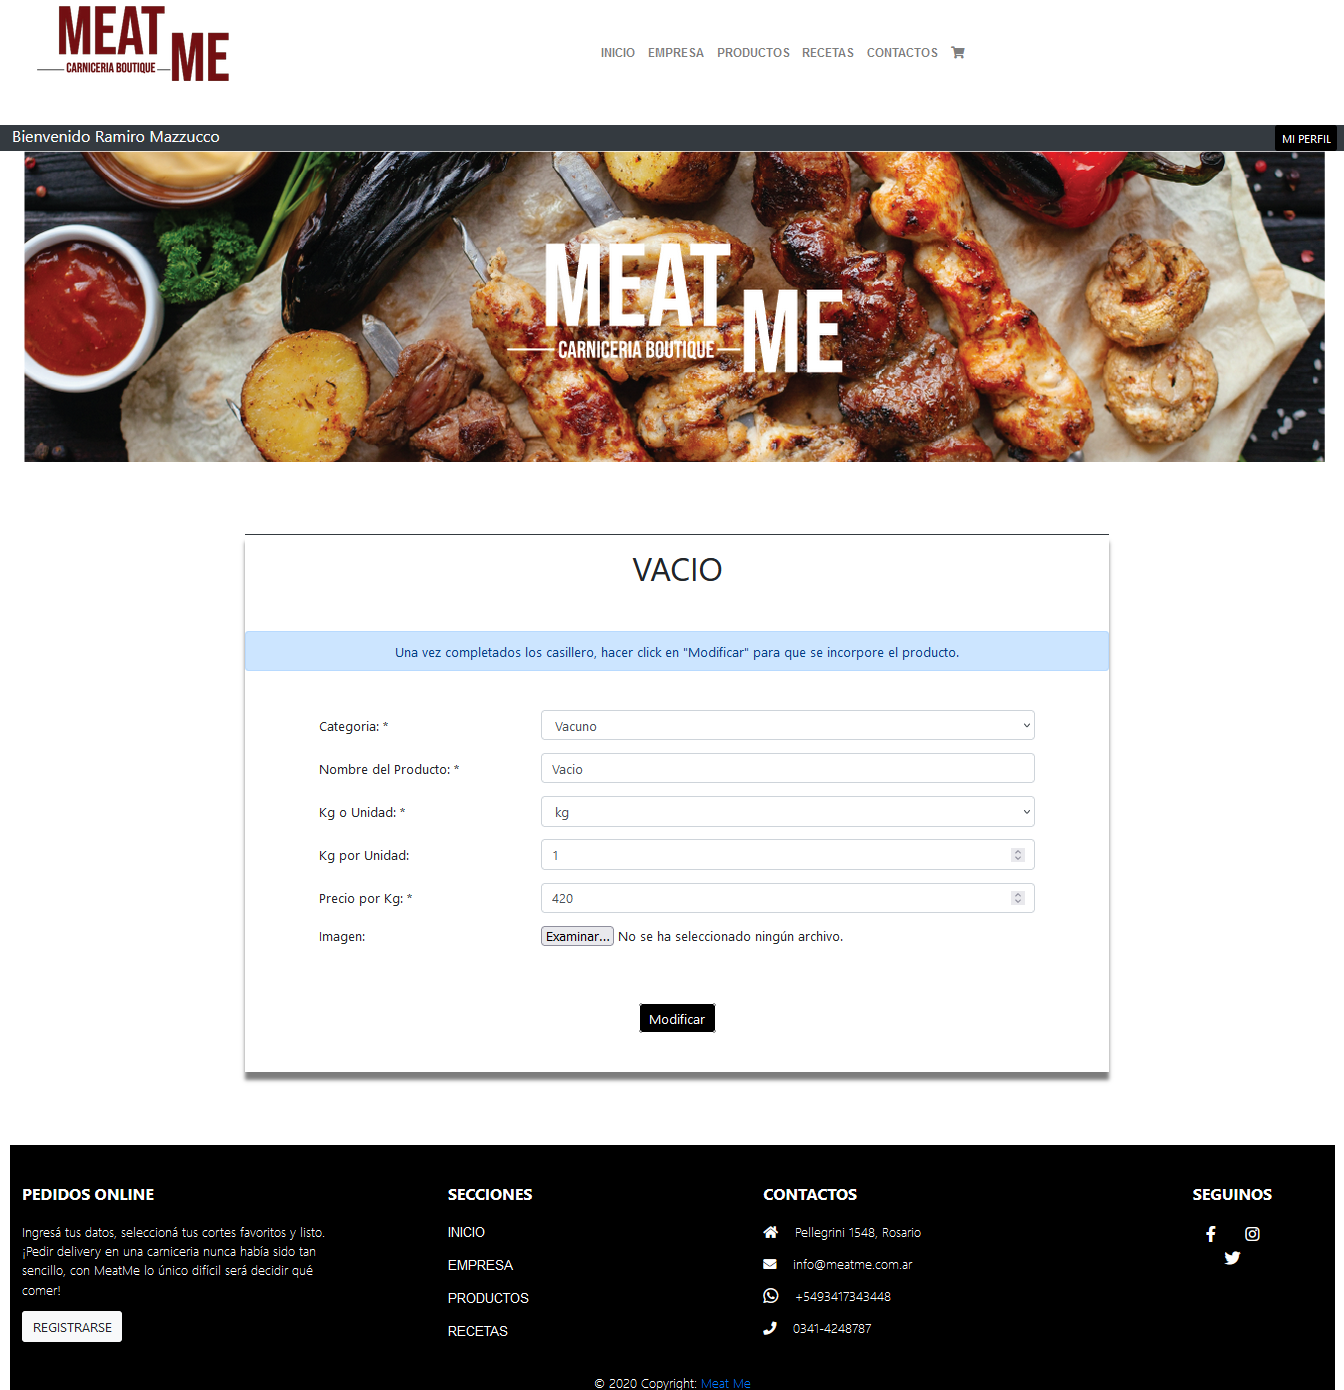 MEAT ME
CARNICERIA BOUTIQUE
INICIO EMPRESA PRODUCTOS RECETAS CONTACTOS
Bienvenido Ramiro Mazzucco
MI PERFIL
MEAT ME
CARNICERIA BOUTIQUE
VACIO
Una vez completados los casillero, hacer click en "Modificar" para que se incorpore el producto.
Categoria: * Vacuno
Nombre del Producto: * Vacio
Kg o Unidad: * kg
Kg por Unidad: 1
Precio por Kg: * 420
Imagen: Examinar... No se ha seleccionado ningún archivo.
Modificar
PEDIDOS ONLINE
Ingresá tus datos, seleccioná tus cortes favoritos y listo.
¡Pedir delivery en una carniceria nunca había sido tan
sencillo, con MeatMe lo único difícil será decidir qué
comer!
REGISTRARSE
SECCIONES
INICIO
EMPRESA
PRODUCTOS
RECETAS
CONTACTOS
Pellegrini 1548, Rosario
info@meatme.com.ar
+5493417343448
0341-4248787
SEGUINOS
© 2020 Copyright: Meat Me